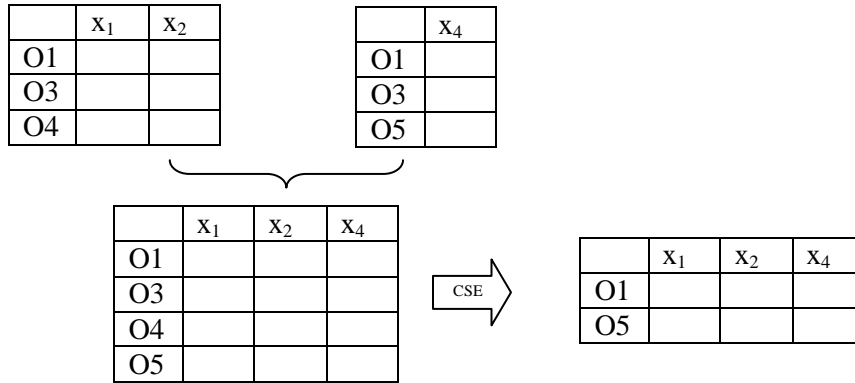 x₁ x₂
O1
O3
O4
x₄
O1
O3
O5
x₁ x₂ x₄
O1
O3
O4
O5
CSE
x₁ x₂ x₄
O1
O5